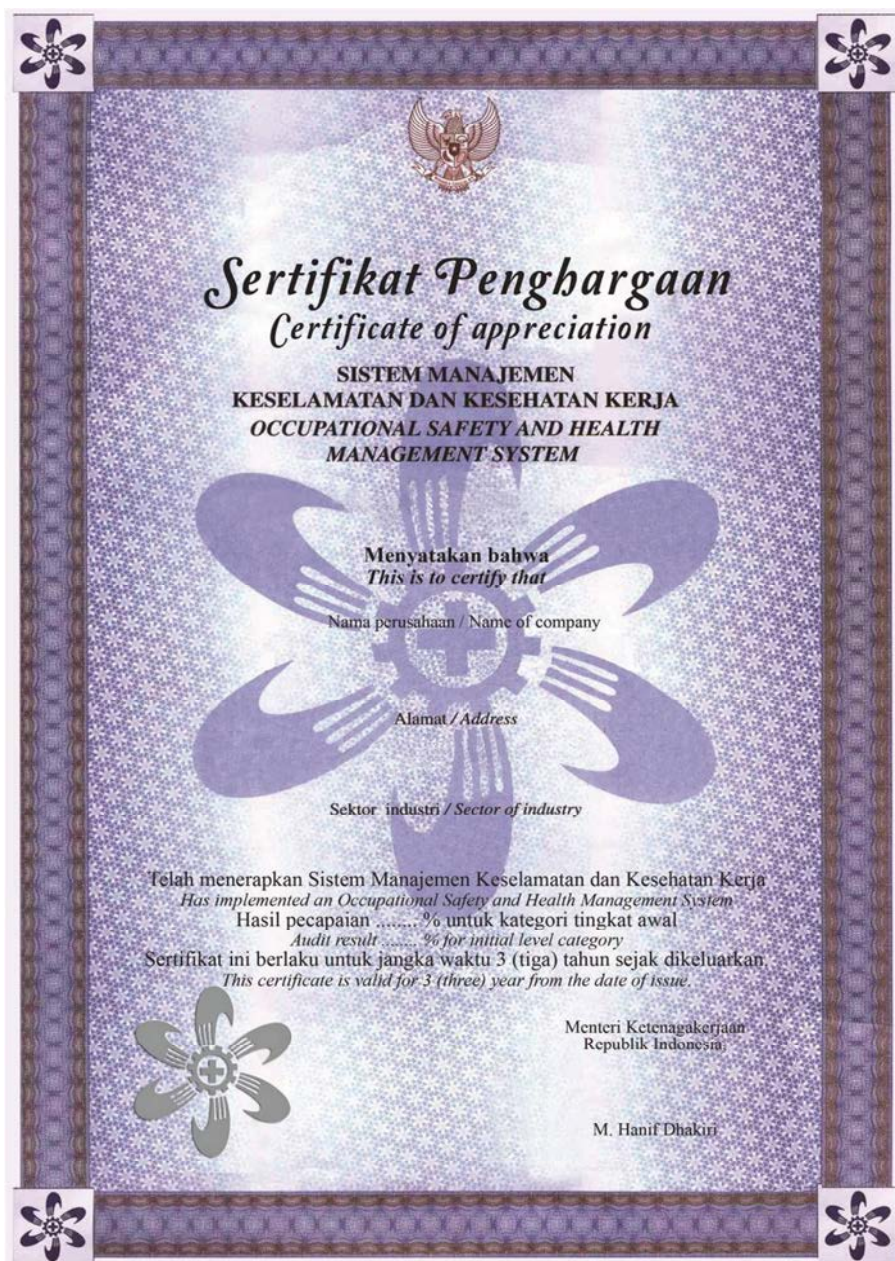 Sertifikat Penghargaan
Certificate of appreciation
SISTEM MANAJEMEN
KESELAMATAN DAN KESEHATAN KERJA
OCCUPATIONAL SAFETY AND HEALTH
MANAGEMENT SYSTEM
Menyatakan bahwa
This is to certify that
Nama perusahaan / Name of company
Alamat / Address
Sektor industri / Sector of industry
Telah menerapkan Sistem Manajemen Keselamatan dan Kesehatan Kerja
Has implemented an Occupational Safety and Health Management System
Hasil pecapaian ........ % untuk kategori tingkat awal
Audit result ........ % for initial level category
Sertifikat ini berlaku untuk jangka waktu 3 (tiga) tahun sejak dikeluarkan.
This certificate is valid for 3 (three) year from the date of issue.
Menteri Ketenagakerjaan
Republik Indonesia,
M. Hanif Dhakiri